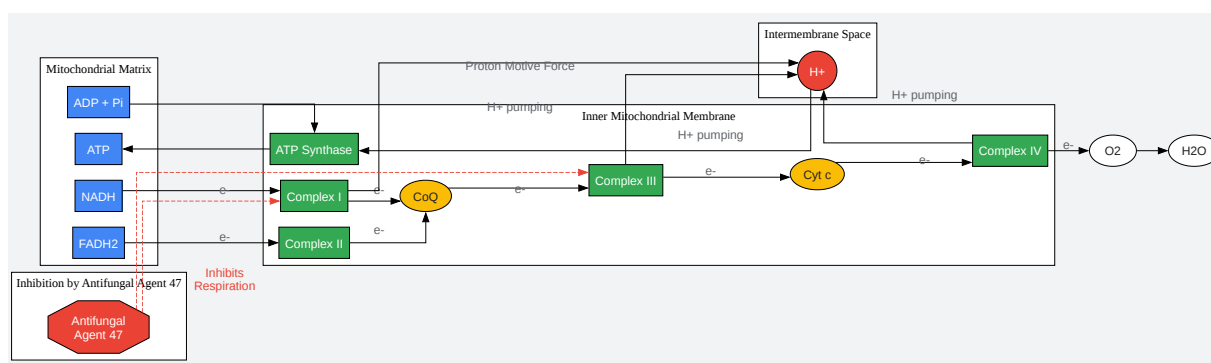 Intermembrane Space
H+
Mitochondrial Matrix
Proton Motive Force
ADP + Pi
H+ pumping
H+ pumping
Inner Mitochondrial Membrane
H+ pumping
ATP
ATP Synthase
Complex IV
e-
O2
H2O
e-
Complex III
e-
Cyt c
NADH
e-
Complex I
e-
CoQ
e-
FADH2
e-
Complex II
e-
Inhibits
Respiration
Inhibition by Antifungal Agent 47
Antifungal
Agent 47